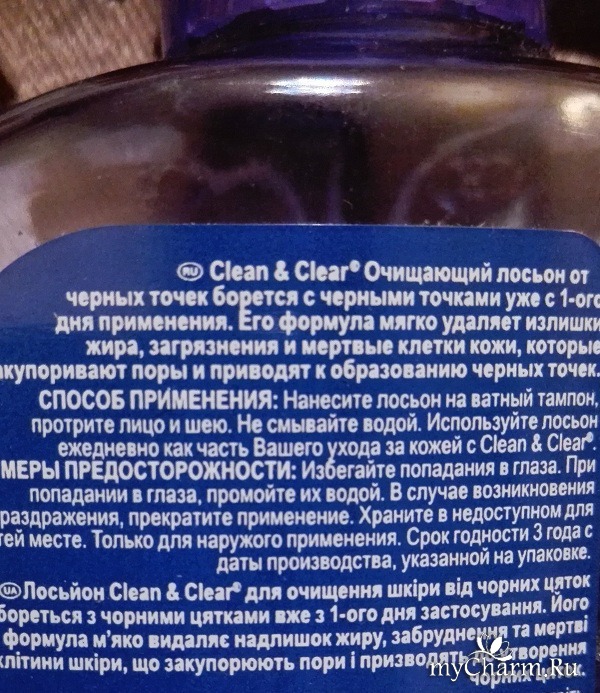 RU Clean & Clear® Очищающий лосьон от
черных точек борется с черными точками уже с 1-ого
дня применения. Его формула мягко удаляет излишки
жира, загрязнения и мертвые клетки кожи, которые
акупоривают поры и приводят к образованию черных точек.
СПОСОБ ПРИМЕНЕНИЯ: Нанесите лосьон на ватный тампон,
протрите лицо и шею. Не смывайте водой. Используйте лосьон
ежедневно как часть Вашего ухода за кожей с Clean & Clear®.
МЕРЫ ПРЕДОСТОРОЖНОСТИ: Избегайте попадания в глаза. При
попадании в глаза, промойте их водой. В случае возникновения
раздражения, прекратите применение. Храните в недоступном для
тей месте. Только для наружного применения. Срок годности 3 года с
даты производства, указанной на упаковке.
UA Лосьйон Clean & Clear® для очищення шкіри від чорних цяток
бореться з чорними цятками вже з 1-ого дня застосування. Його
формула м'яко видаляє надлишок жиру, забруднення та мертві
клітини шкіри, що закупорюють пори і призводять до утворення
чорних цяток.
myCharm.Ru